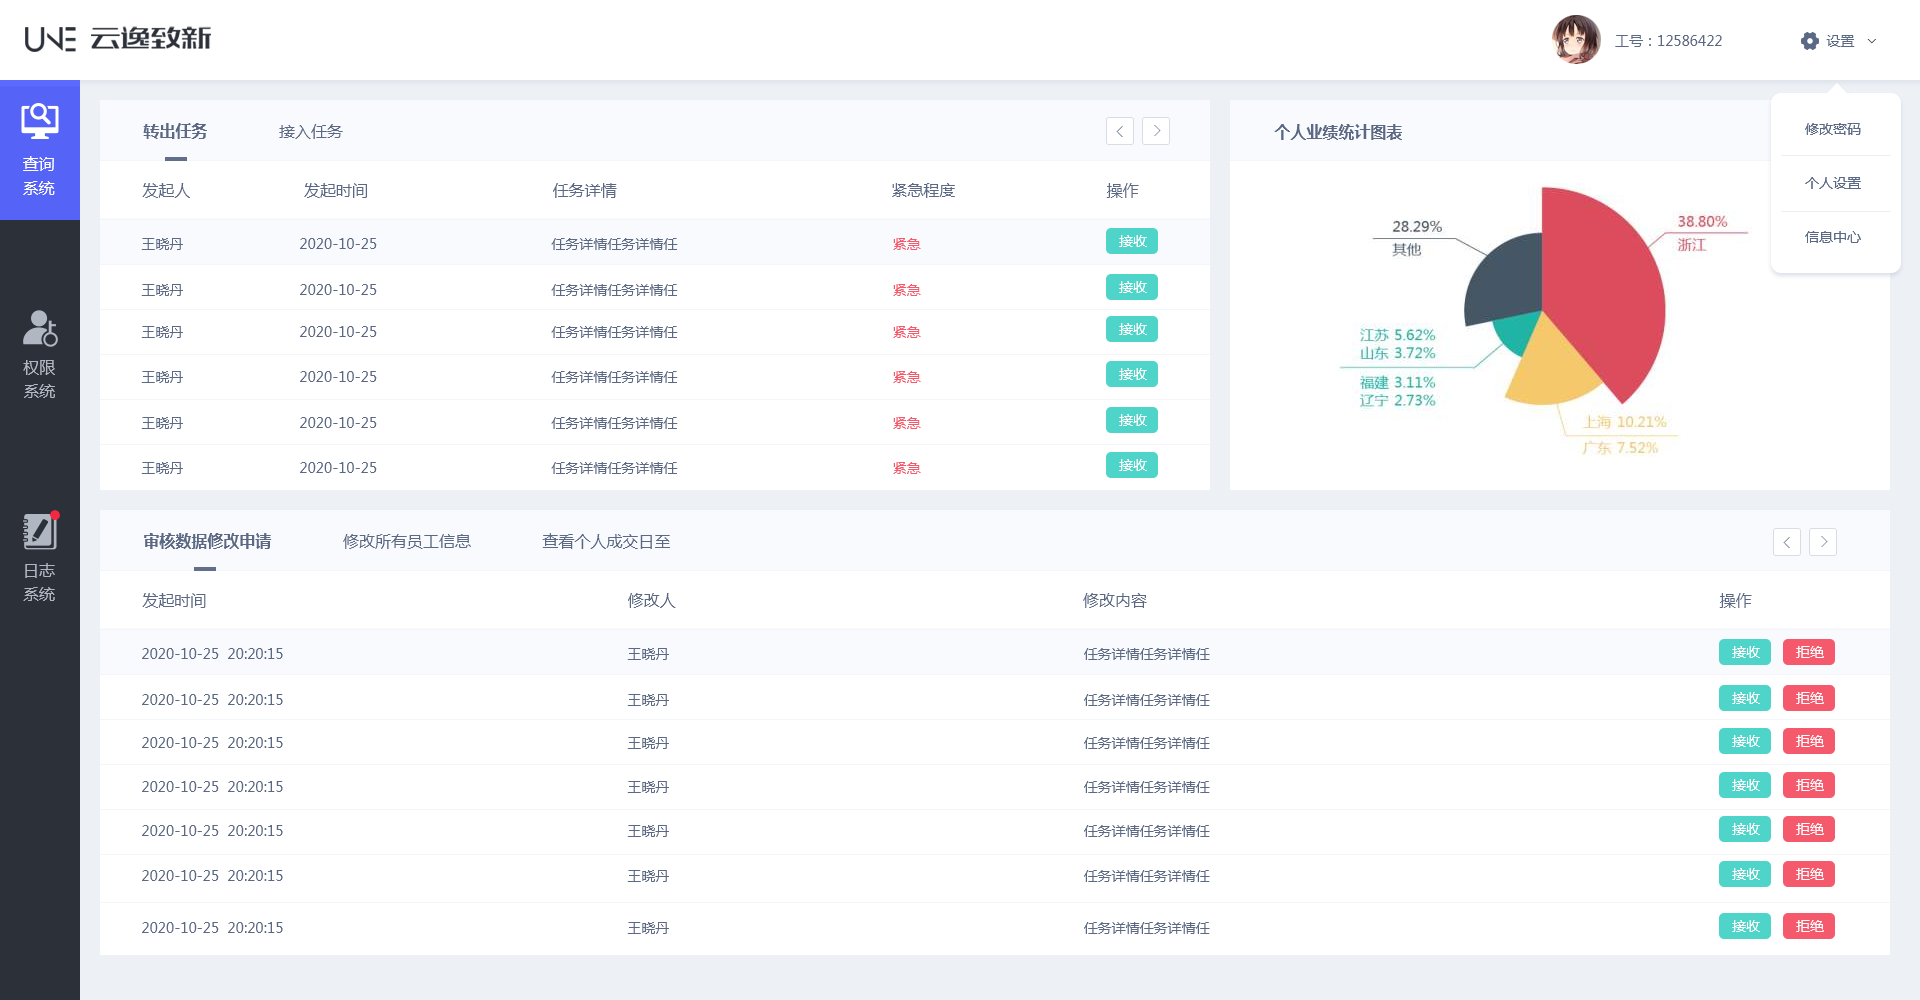 UNE 云逸致新
工号：12586422
设置
修改密码
个人设置
信息中心
查询
系统
权限
系统
日志
系统
转出任务 接入任务
发起人 发起时间 任务详情 紧急程度 操作
王晓丹 2020-10-25 任务详情任务详情任 紧急 接收
王晓丹 2020-10-25 任务详情任务详情任 紧急 接收
王晓丹 2020-10-25 任务详情任务详情任 紧急 接收
王晓丹 2020-10-25 任务详情任务详情任 紧急 接收
王晓丹 2020-10-25 任务详情任务详情任 紧急 接收
王晓丹 2020-10-25 任务详情任务详情任 紧急 接收
个人业绩统计图表
28.29%
其他
38.80%
浙江
江苏 5.62%
山东 3.72%
福建 3.11%
辽宁 2.73%
上海 10.21%
广东 7.52%
审核数据修改申请 修改所有员工信息 查看个人成交日至
发起时间 修改人 修改内容 操作
2020-10-25 20:20:15 王晓丹 任务详情任务详情任 接收 拒绝
2020-10-25 20:20:15 王晓丹 任务详情任务详情任 接收 拒绝
2020-10-25 20:20:15 王晓丹 任务详情任务详情任 接收 拒绝
2020-10-25 20:20:15 王晓丹 任务详情任务详情任 接收 拒绝
2020-10-25 20:20:15 王晓丹 任务详情任务详情任 接收 拒绝
2020-10-25 20:20:15 王晓丹 任务详情任务详情任 接收 拒绝
2020-10-25 20:20:15 王晓丹 任务详情任务详情任 接收 拒绝